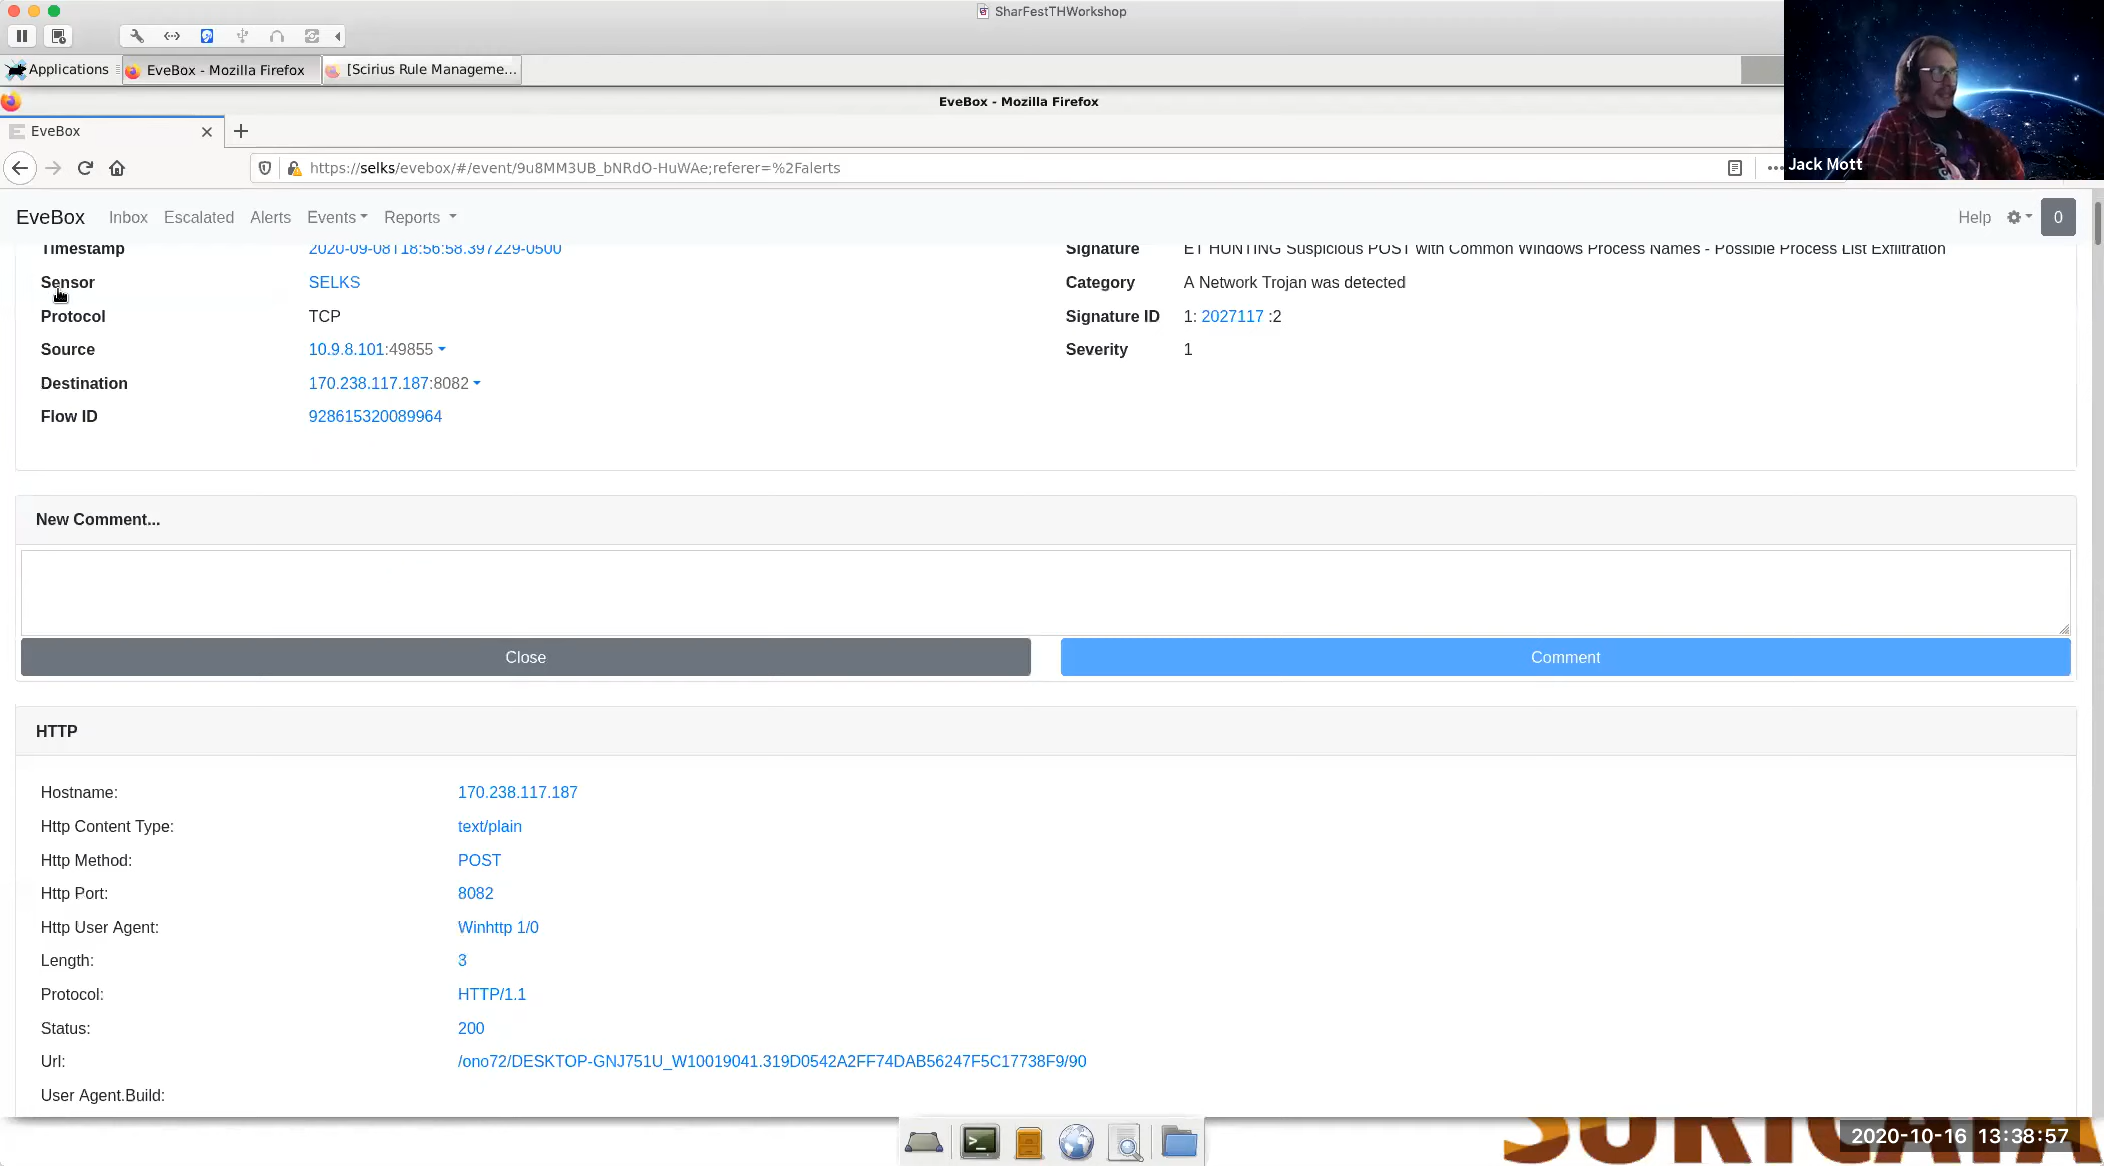 SharFestTHWorkshop
Applications
EveBox - Mozilla Firefox
[Scirius Rule Manageme...
EveBox - Mozilla Firefox
EveBox
https://selks/evebox/#/event/9u8MM3UB_bNRdO-HuWAe;referer=%2Falerts
Jack Mott
EveBox Inbox Escalated Alerts Events Reports Help 0
Timestamp 2020-09-08T18:56:58.397229-0500
Signature ET HUNTING Suspicious POST with Common Windows Process Names - Possible Process List Exfiltration
Sensor SELKS
Category A Network Trojan was detected
Protocol TCP
Signature ID 1: 2027117 :2
Source 10.9.8.101:49855
Severity 1
Destination 170.238.117.187:8082
Flow ID 928615320089964
New Comment...
Close Comment
HTTP
Hostname: 170.238.117.187
Http Content Type: text/plain
Http Method: POST
Http Port: 8082
Http User Agent: Winhttp 1/0
Length: 3
Protocol: HTTP/1.1
Status: 200
Url: /ono72/DESKTOP-GNJ751U_W10019041.319D0542A2FF74DAB56247F5C17738F9/90
User Agent.Build:
SURICATA
2020-10-16 13:38:57